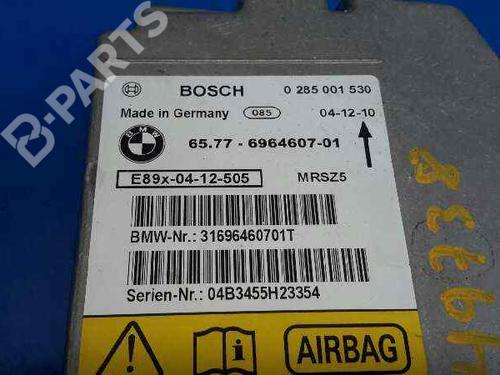 B-PARTS
BOSCH 0 285 001 530
Made in Germany 085 04-12-10
BMW 65.77 - 6964607-01
E89x-04-12-505 MRSZ5
BMW-Nr.: 31696460701T
Serien-Nr.: 04B3455H23354
AIRBAG